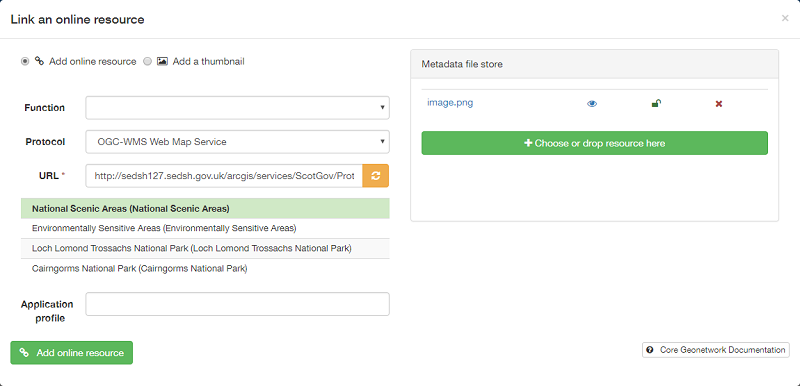 Link an online resource
×
Add online resource
Add a thumbnail
Function
Protocol
OGC-WMS Web Map Service
URL *
http://sedsh127.sedsh.gov.uk/arcgis/services/ScotGov/Prot
National Scenic Areas (National Scenic Areas)
Environmentally Sensitive Areas (Environmentally Sensitive Areas)
Loch Lomond Trossachs National Park (Loch Lomond Trossachs National Park)
Cairngorms National Park (Cairngorms National Park)
Application
profile
Add online resource
Metadata file store
image.png
Choose or drop resource here
Core Geonetwork Documentation